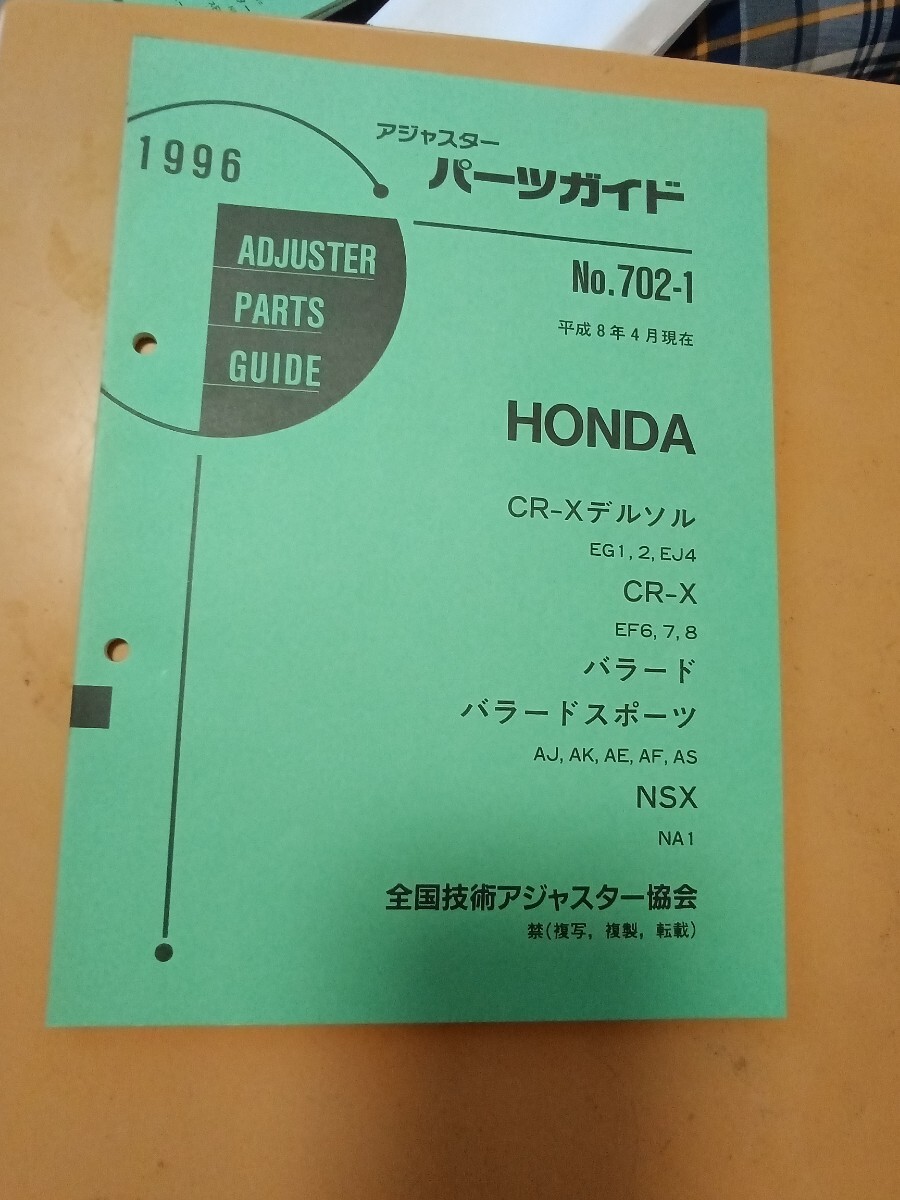 1996
アジャスター
パーツガイド
ADJUSTER
PARTS
GUIDE
No.702-1
平成8年4月現在
HONDA
CR-Xデルソル
EG1, 2, EJ4
CR-X
EF6, 7, 8
バラード
バラードスポーツ
AJ, AK, AE, AF, AS
NSX
NA1
全国技術アジャスター協会
禁(複写, 複製, 転載)